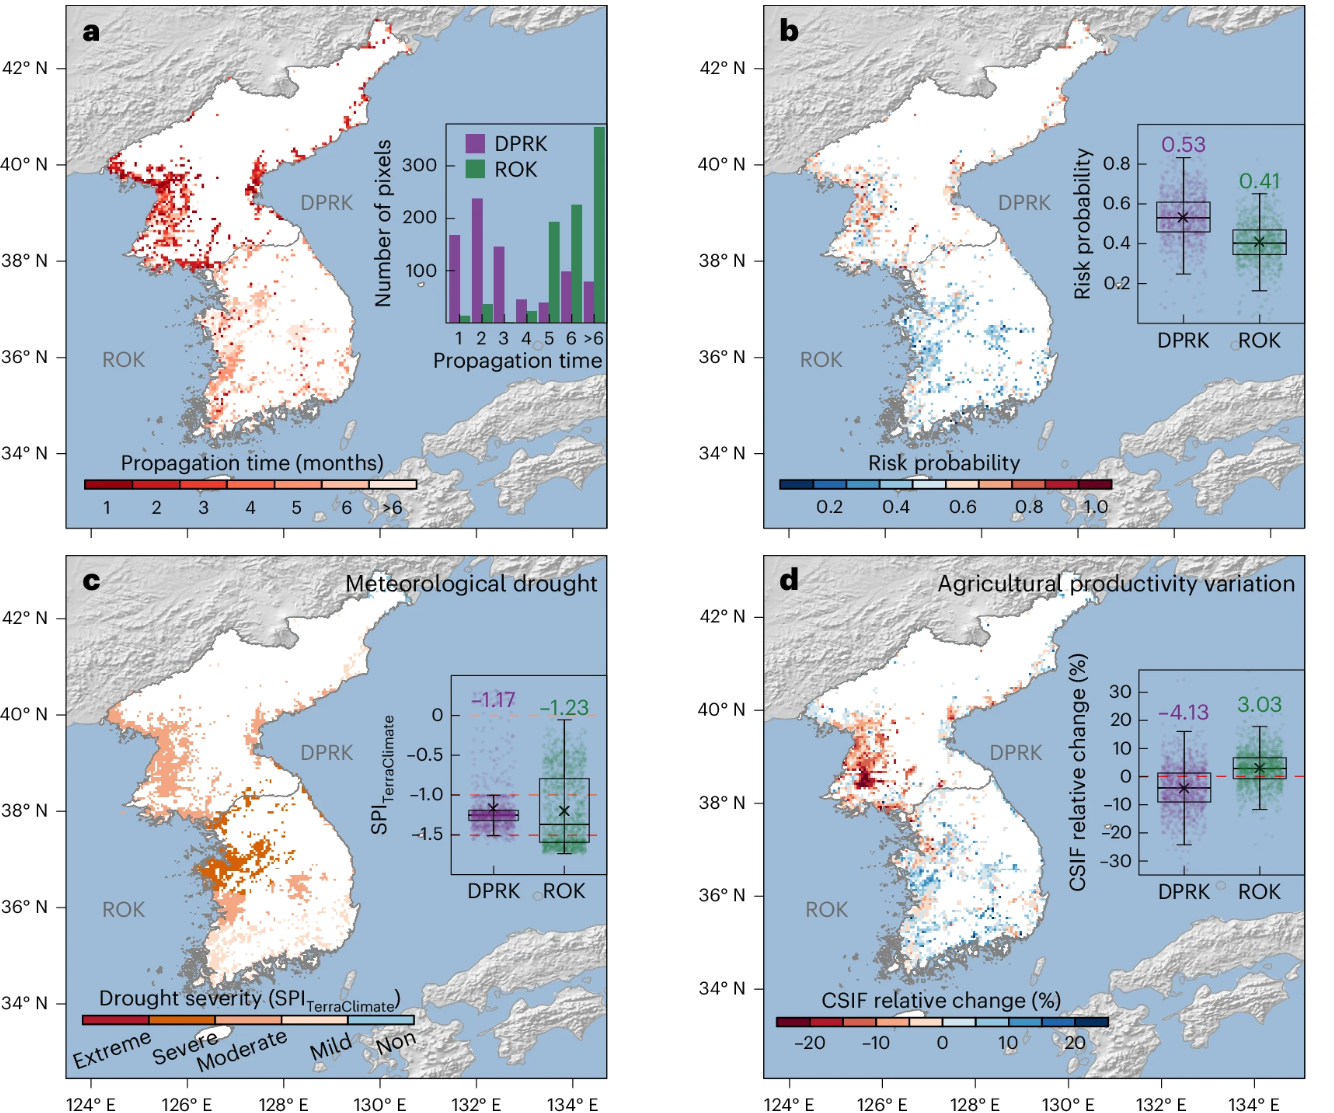 a
42° N
40° N
38° N
36° N
34° N
DPRK
ROK
Number of pixels
300
200
100
DPRK
ROK
1 2 3 4 5 6 >6
Propagation time
Propagation time (months)
1 2 3 4 5 6 >6
b
42° N
40° N
38° N
36° N
34° N
DPRK
ROK
Risk probability
0.8
0.6
0.4
0.2
0.53
0.41
DPRK ROK
Risk probability
0.2 0.4 0.6 0.8 1.0
c
Meteorological drought
42° N
40° N
38° N
36° N
34° N
DPRK
ROK
SPITerraClimate
0
−0.5
−1.0
−1.5
−1.17
−1.23
DPRK ROK
Drought severity (SPITerraClimate)
Extreme Severe Moderate Mild Non
124° E 126° E 128° E 130° E 132° E 134° E
d
Agricultural productivity variation
42° N
40° N
38° N
36° N
34° N
DPRK
ROK
CSIF relative change (%)
30
20
10
0
−10
−20
−30
−4.13
3.03
DPRK ROK
CSIF relative change (%)
−20 −10 0 10 20
124° E 126° E 128° E 130° E 132° E 134° E